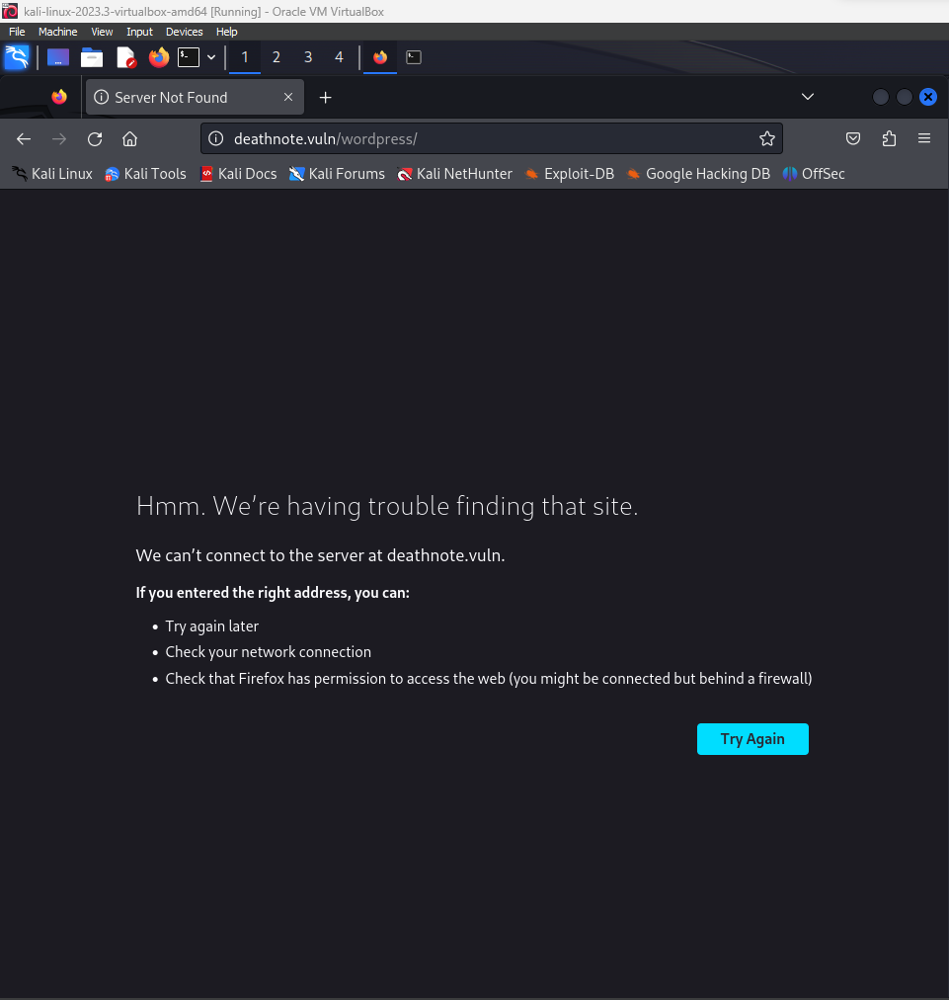 kali-linux-2023.3-virtualbox-amd64 [Running] - Oracle VM VirtualBox
File Machine View Input Devices Help
1 2 3 4
Server Not Found
deathnote.vuln/wordpress/
Kali Linux Kali Tools Kali Docs Kali Forums Kali NetHunter Exploit-DB Google Hacking DB OffSec
Hmm. We're having trouble finding that site.
We can't connect to the server at deathnote.vuln.
If you entered the right address, you can:
• Try again later
• Check your network connection
• Check that Firefox has permission to access the web (you might be connected but behind a firewall)
Try Again